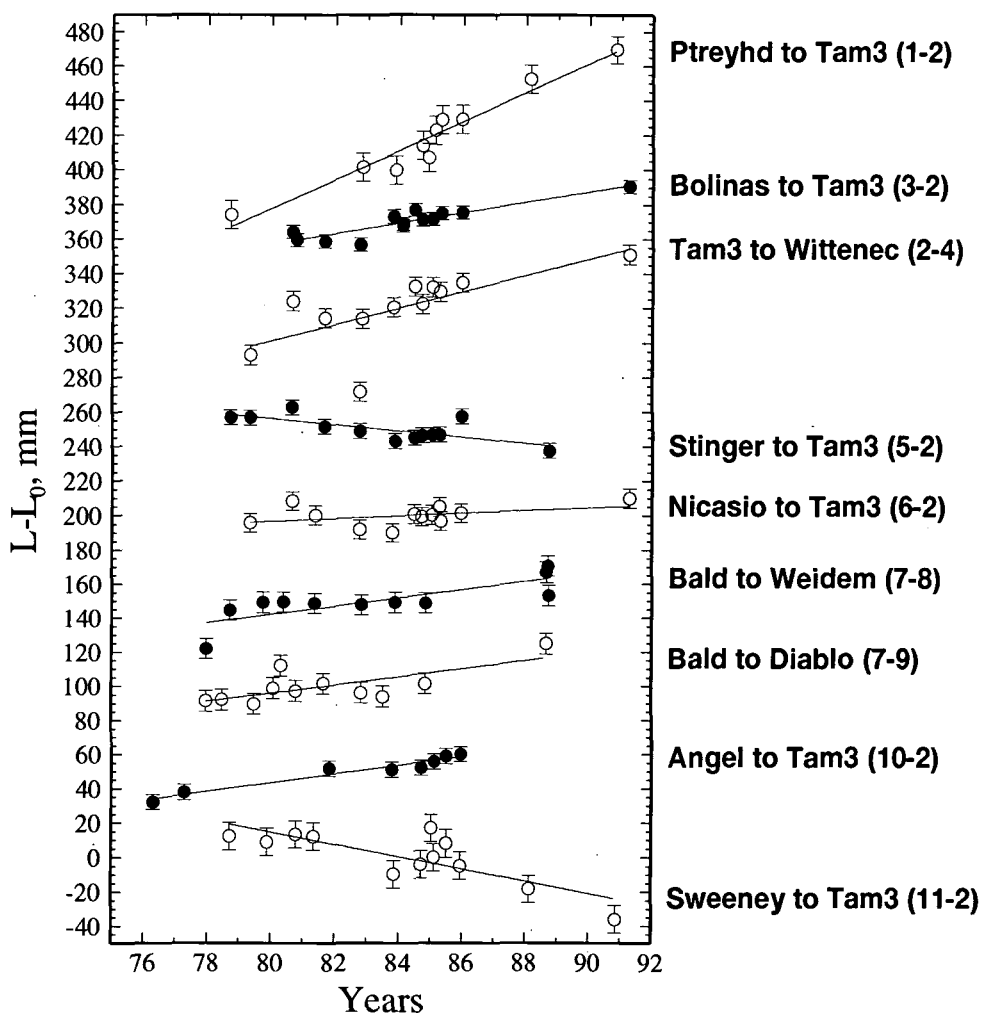 480
460
440
420
400
380
360
340
320
300
280
260
240
220
200
180
160
140
120
100
80
60
40
20
0
-20
-40
L-L0, mm
76 78 80 82 84 86 88 90 92
Years
Ptreyhd to Tam3 (1-2)
Bolinas to Tam3 (3-2)
Tam3 to Wittenec (2-4)
Stinger to Tam3 (5-2)
Nicasio to Tam3 (6-2)
Bald to Weidem (7-8)
Bald to Diablo (7-9)
Angel to Tam3 (10-2)
Sweeney to Tam3 (11-2)